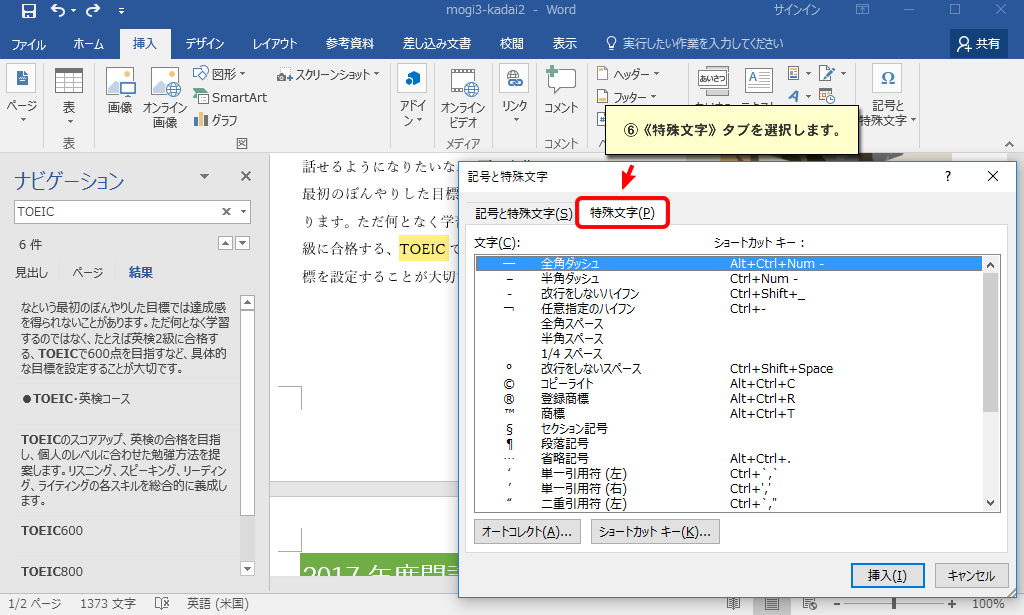 mogi3-kadai2 - Word
サインイン
ファイル
ホーム
挿入
デザイン
レイアウト
参考資料
差し込み文書
校閲
表示
実行したい作業を入力してください
共有
ページ
表
画像
オンライン
画像
図形
SmartArt
グラフ
スクリーンショット
アドイ
ン
オンライン
ビデオ
リンク
コメント
ヘッダー
フッター
あいさつ
記号と
特殊文字
表
図
メディア
コメント
⑥《特殊文字》タブを選択します。
ナビゲーション
TOEIC
6 件
見出し
ページ
結果
なという最初のぼんやりした目標では達成感
を得られないことがあります。ただ何となく学習
するのではなく、たとえば英検2級に合格す
る、TOEICで600点を目指すなど、具体的
な目標を設定することが大切です。
●TOEIC・英検コース
TOEICのスコアアップ、英検の合格を目指
し、個人のレベルに合わせた勉強方法を提
案します。リスニング、スピーキング、リーディン
グ、ライティングの各スキルを総合的に養成し
ます。
TOEIC600
TOEIC800
話せるようになりたいな
最初のぼんやりした目標
ります。ただ何となく学習
級に合格する、TOEIC で
標を設定することが大切
2017 年度開講
記号と特殊文字
?
記号と特殊文字(S)
特殊文字(P)
文字(C):
ショートカット キー：
— 全角ダッシュ Alt+Ctrl+Num -
– 半角ダッシュ Ctrl+Num -
- 改行をしないハイフン Ctrl+Shift+_
¬ 任意指定のハイフン Ctrl+-
全角スペース
半角スペース
1/4 スペース
° 改行をしないスペース Ctrl+Shift+Space
© コピーライト Alt+Ctrl+C
® 登録商標 Alt+Ctrl+R
™ 商標 Alt+Ctrl+T
§ セクション記号
¶ 段落記号
… 省略記号 Alt+Ctrl+.
‘ 単一引用符 (左) Ctrl+`,`
’ 単一引用符 (右) Ctrl+','
“ 二重引用符 (左) Ctrl+`,"
オートコレクト(A)...
ショートカット キー(K)...
挿入(I)
キャンセル
1/2 ページ
1373 文字
英語 (米国)
100%